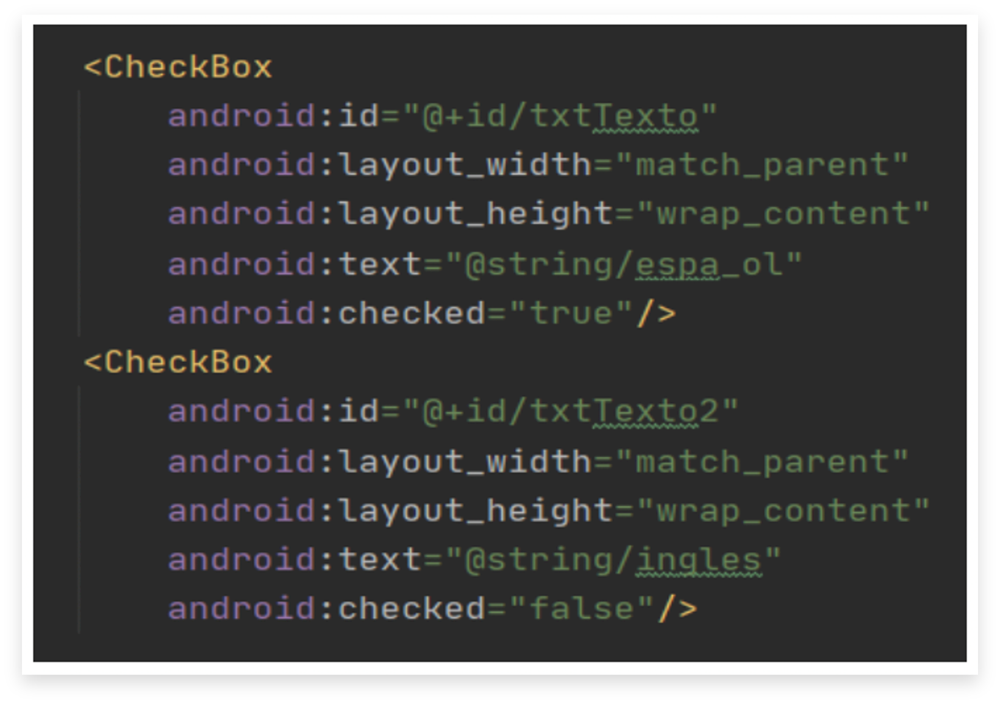 <CheckBox
android:id="@+id/txtTexto"
android:layout_width="match_parent"
android:layout_height="wrap_content"
android:text="@string/espa_ol"
android:checked="true"/>
<CheckBox
android:id="@+id/txtTexto2"
android:layout_width="match_parent"
android:layout_height="wrap_content"
android:text="@string/ingles"
android:checked="false"/>